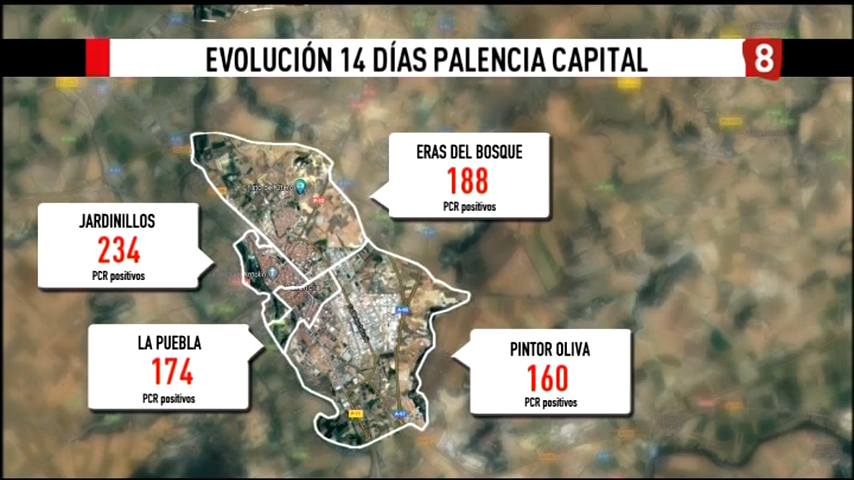 EVOLUCIÓN 14 DÍAS PALENCIA CAPITAL
8
ERAS DEL BOSQUE
188
PCR positivos
JARDINILLOS
234
PCR positivos
LA PUEBLA
174
PCR positivos
PINTOR OLIVA
160
PCR positivos